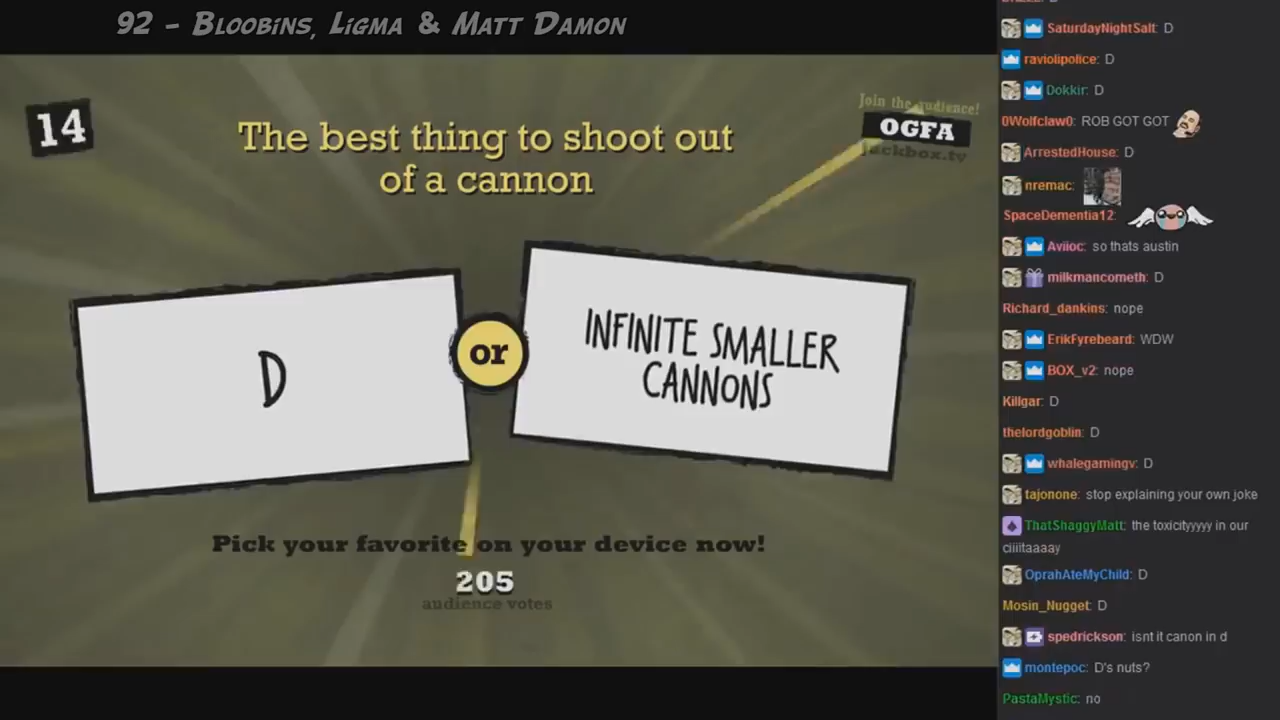 92 - Bloobins, Ligma & Matt Damon
14
The best thing to shoot out
of a cannon
Join the audience!
OGFA
jackbox.tv
D
or
INFINITE SMALLER
CANNONS
Pick your favorite on your device now!
205
audience votes
SaturdayNightSalt: D
raviolipolice: D
Dokkir: D
0Wolfclaw0: ROB GOT GOT
ArrestedHouse: D
nremac:
SpaceDementia12:
Aviioc: so thats austin
milkmancometh: D
Richard_dankins: nope
ErikFyrebeard: WDW
BOX_v2: nope
Killgar: D
thelordgoblin: D
whalegamingv: D
tajonone: stop explaining your own joke
ThatShaggyMatt: the toxicityyyyy in our
ciiiltaaaay
OprahAteMyChild: D
Mosin_Nugget: D
spedrickson: isnt it canon in d
montepoc: D's nuts?
PastaMystic: no